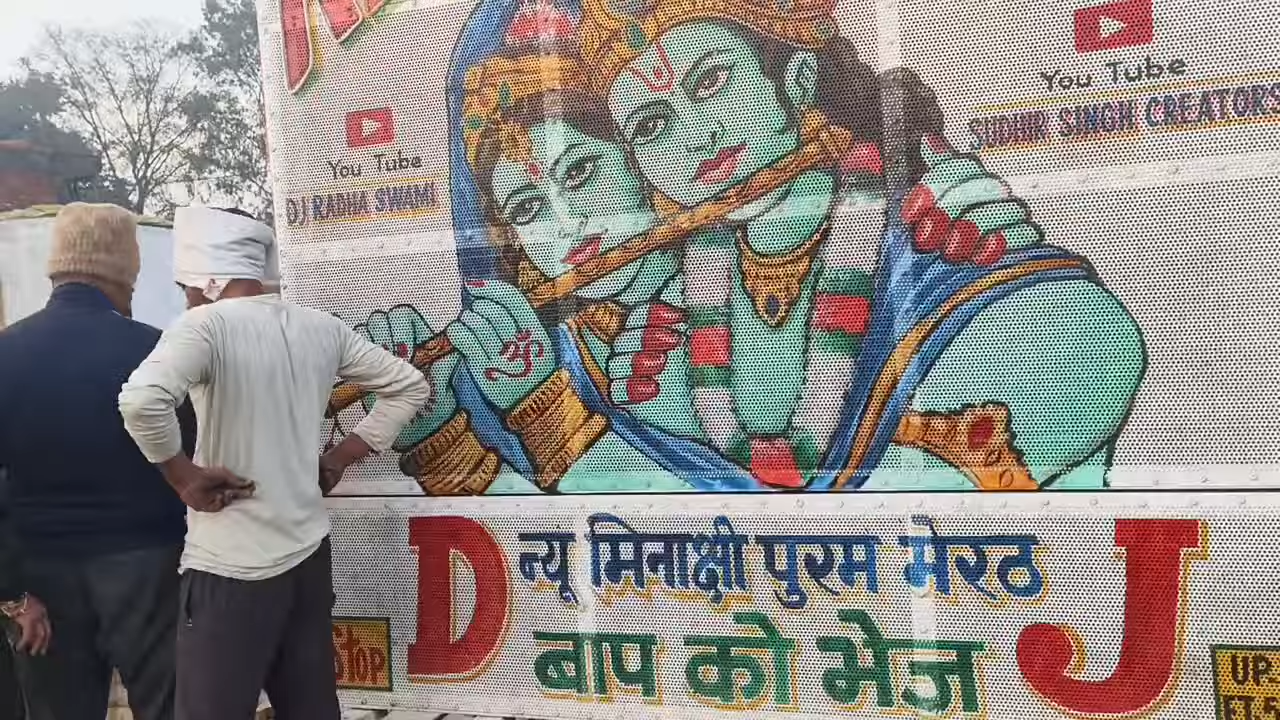 You Tube
SUDHIR SINGH CREATORS
You Tube
DJ RADHA SWAMI
ॐ
D J
न्यू मिनाक्षी पुरम मेरठ
बाप को भेज
STOP
UP-